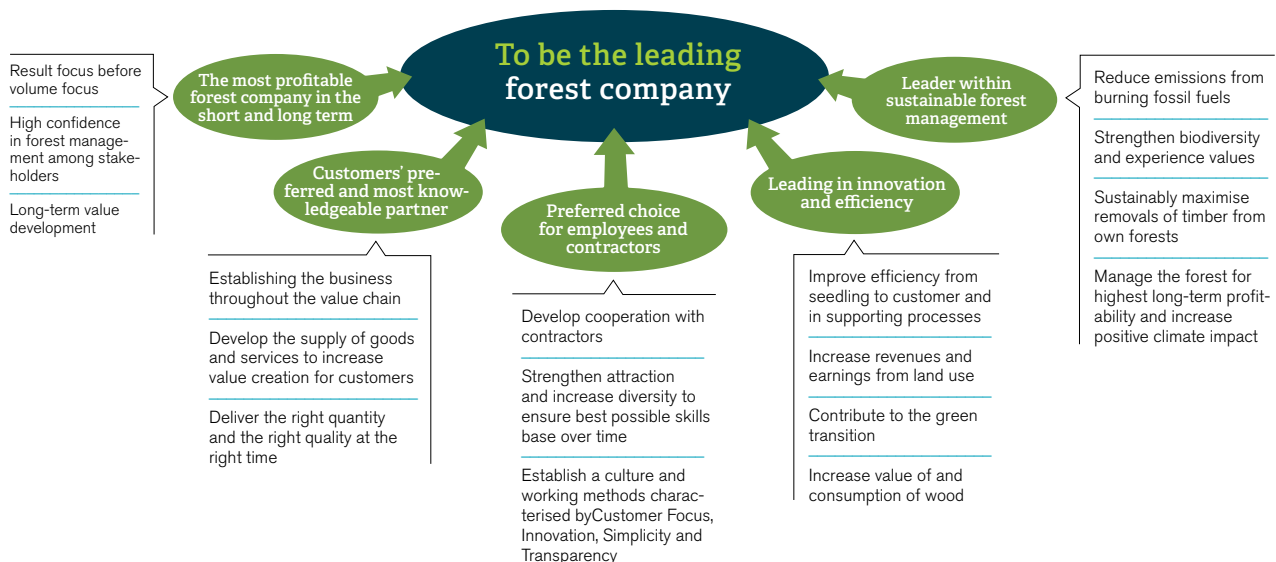 To be the leading
forest company
The most profitable
forest company in the
short and long term
Result focus before
volume focus
High confidence
in forest manage-
ment among stake-
holders
Long-term value
development
Customers’ pre-
ferred and most know-
ledgeable partner
Establishing the business
throughout the value chain
Develop the supply of goods
and services to increase
value creation for customers
Deliver the right quantity
and the right quality at the
right time
Preferred choice
for employees and
contractors
Develop cooperation with
contractors
Strengthen attraction
and increase diversity to
ensure best possible skills
base over time
Establish a culture and
working methods charac-
terised byCustomer Focus,
Innovation, Simplicity and
Transparency
Leading in innovation
and efficiency
Improve efficiency from
seedling to customer and
in supporting processes
Increase revenues and
earnings from land use
Contribute to the green
transition
Increase value of and
consumption of wood
Leader within
sustainable forest
management
Reduce emissions from
burning fossil fuels
Strengthen biodiversity
and experience values
Sustainably maximise
removals of timber from
own forests
Manage the forest for
highest long-term profit-
ability and increase
positive climate impact